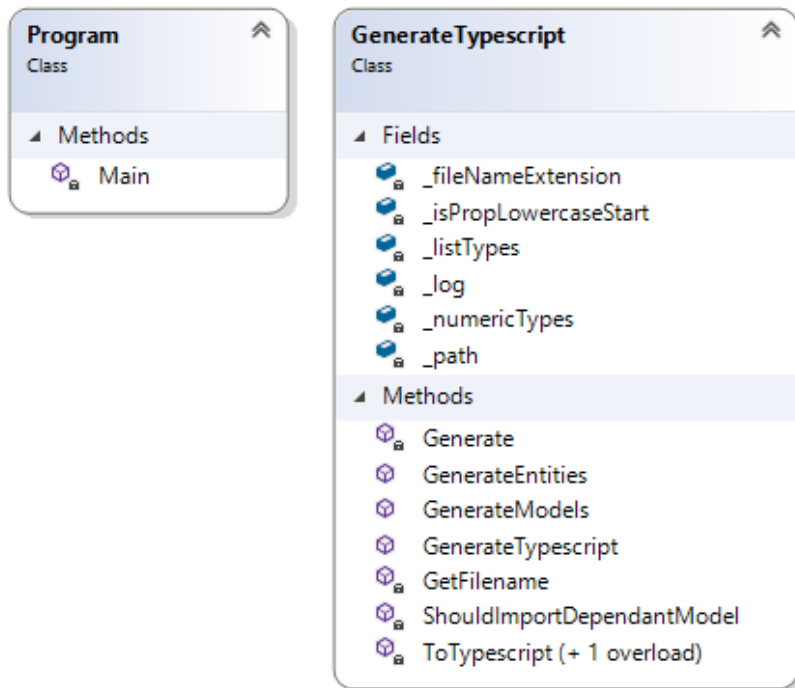 Program
Class
Methods
Main
GenerateTypescript
Class
Fields
_fileNameExtension
_isPropLowercaseStart
_listTypes
_log
_numericTypes
_path
Methods
Generate
GenerateEntities
GenerateModels
GenerateTypescript
GetFilename
ShouldImportDependantModel
ToTypescript (+ 1 overload)